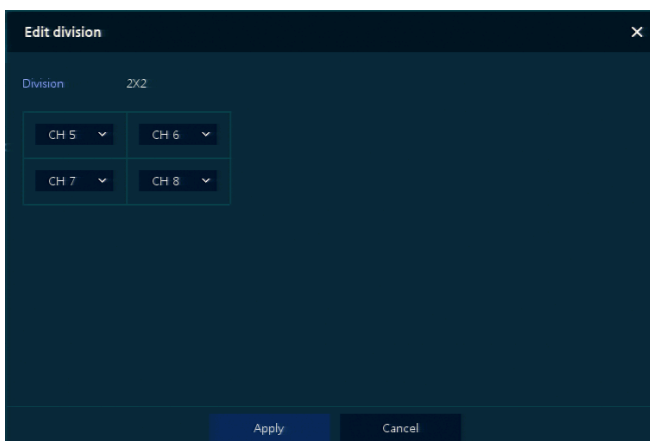 Edit division
Division 2X2
CH 5 CH 6
CH 7 CH 8
Apply Cancel